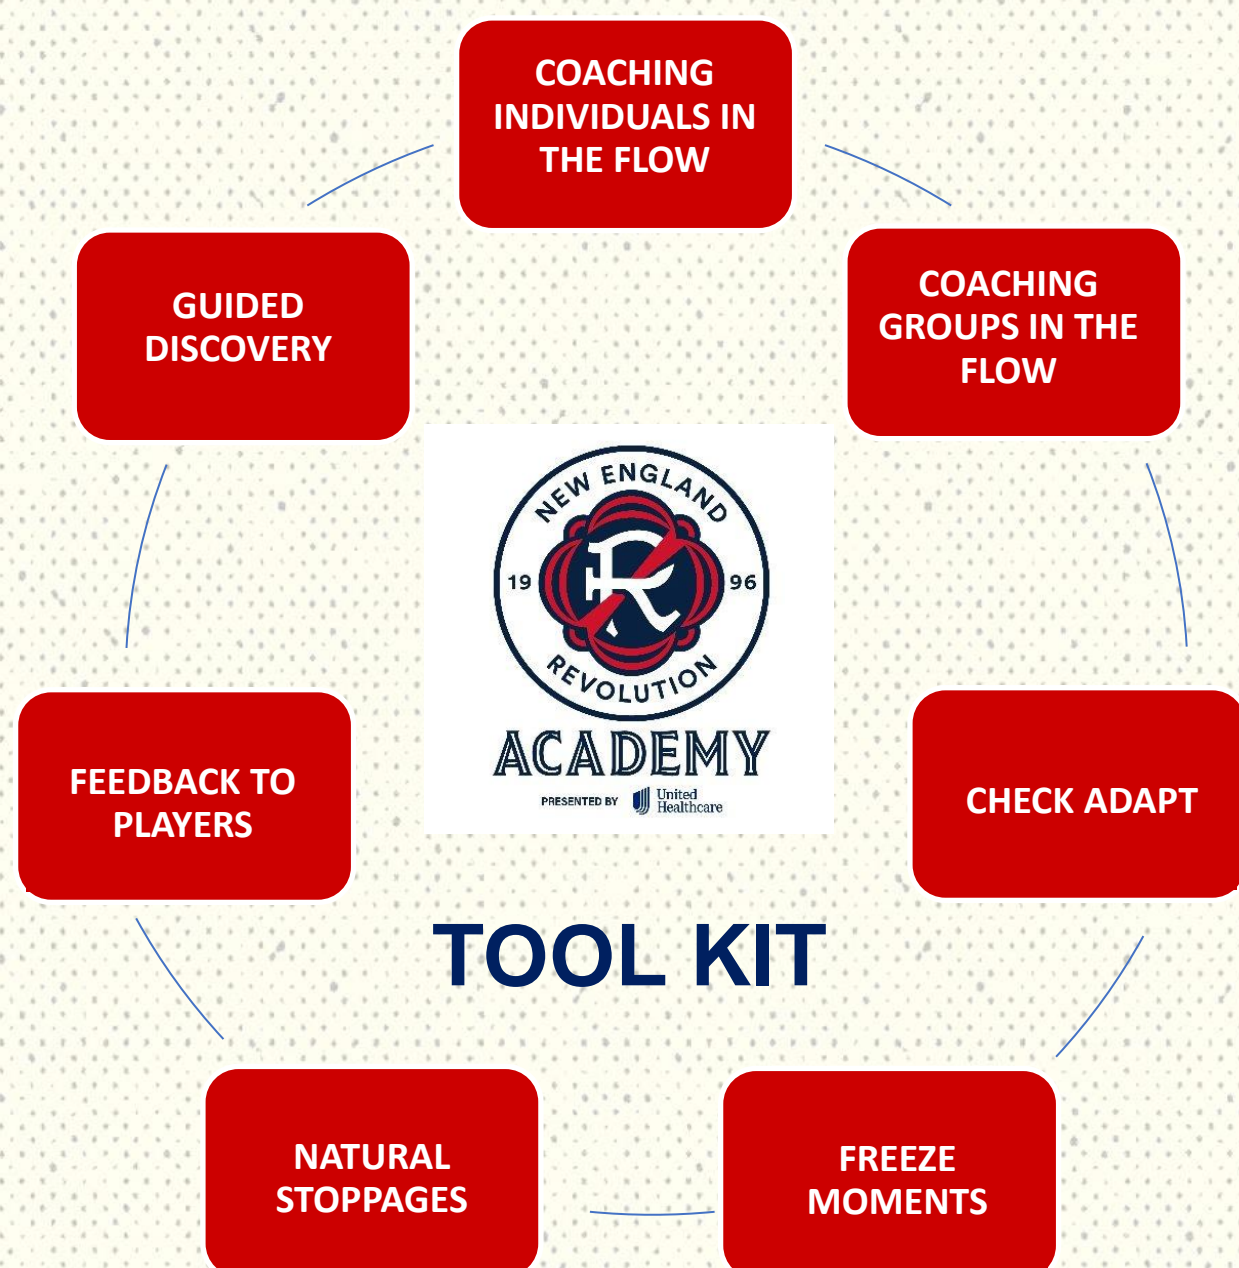 COACHING
INDIVIDUALS IN
THE FLOW
COACHING
GROUPS IN THE
FLOW
GUIDED
DISCOVERY
NEW ENGLAND
19 96
REVOLUTION
ACADEMY
PRESENTED BY United
Healthcare
FEEDBACK TO
PLAYERS
CHECK ADAPT
TOOL KIT
NATURAL
STOPPAGES
FREEZE
MOMENTS